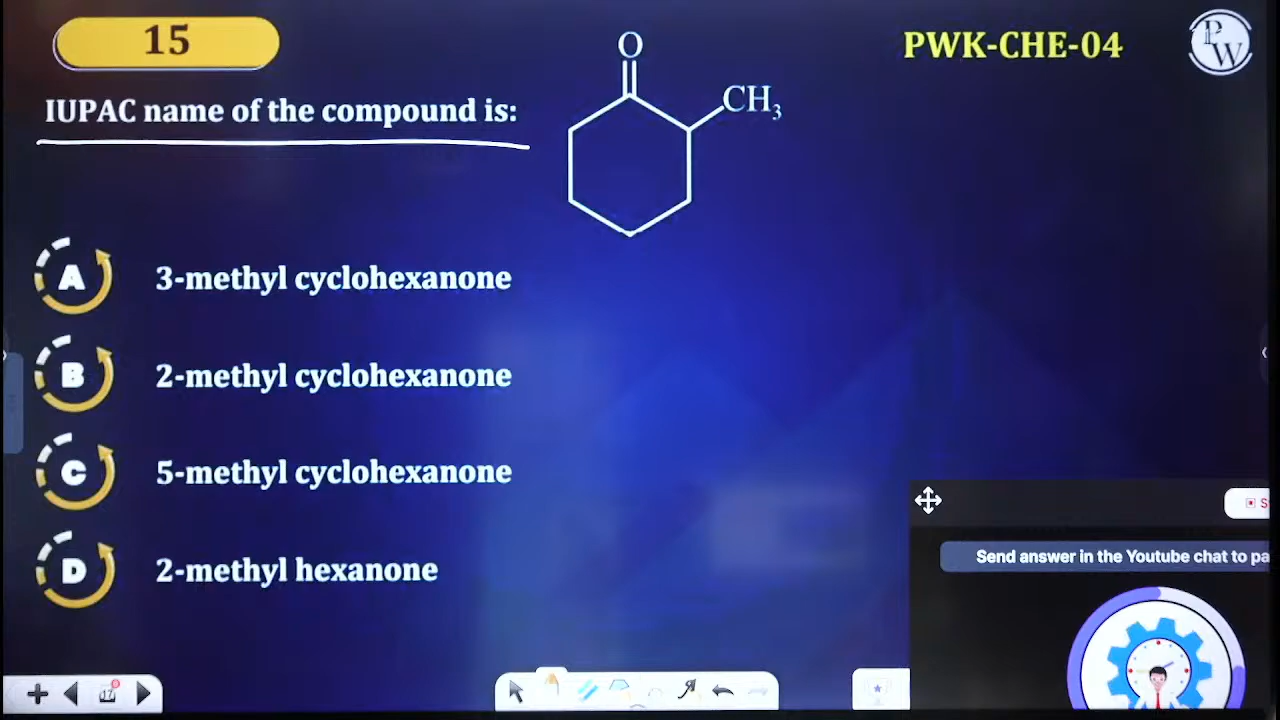 15
PWK-CHE-04
P
W
IUPAC name of the compound is:
O
CH3
A 3-methyl cyclohexanone
B 2-methyl cyclohexanone
C 5-methyl cyclohexanone
D 2-methyl hexanone
Send answer in the Youtube chat to pa
17